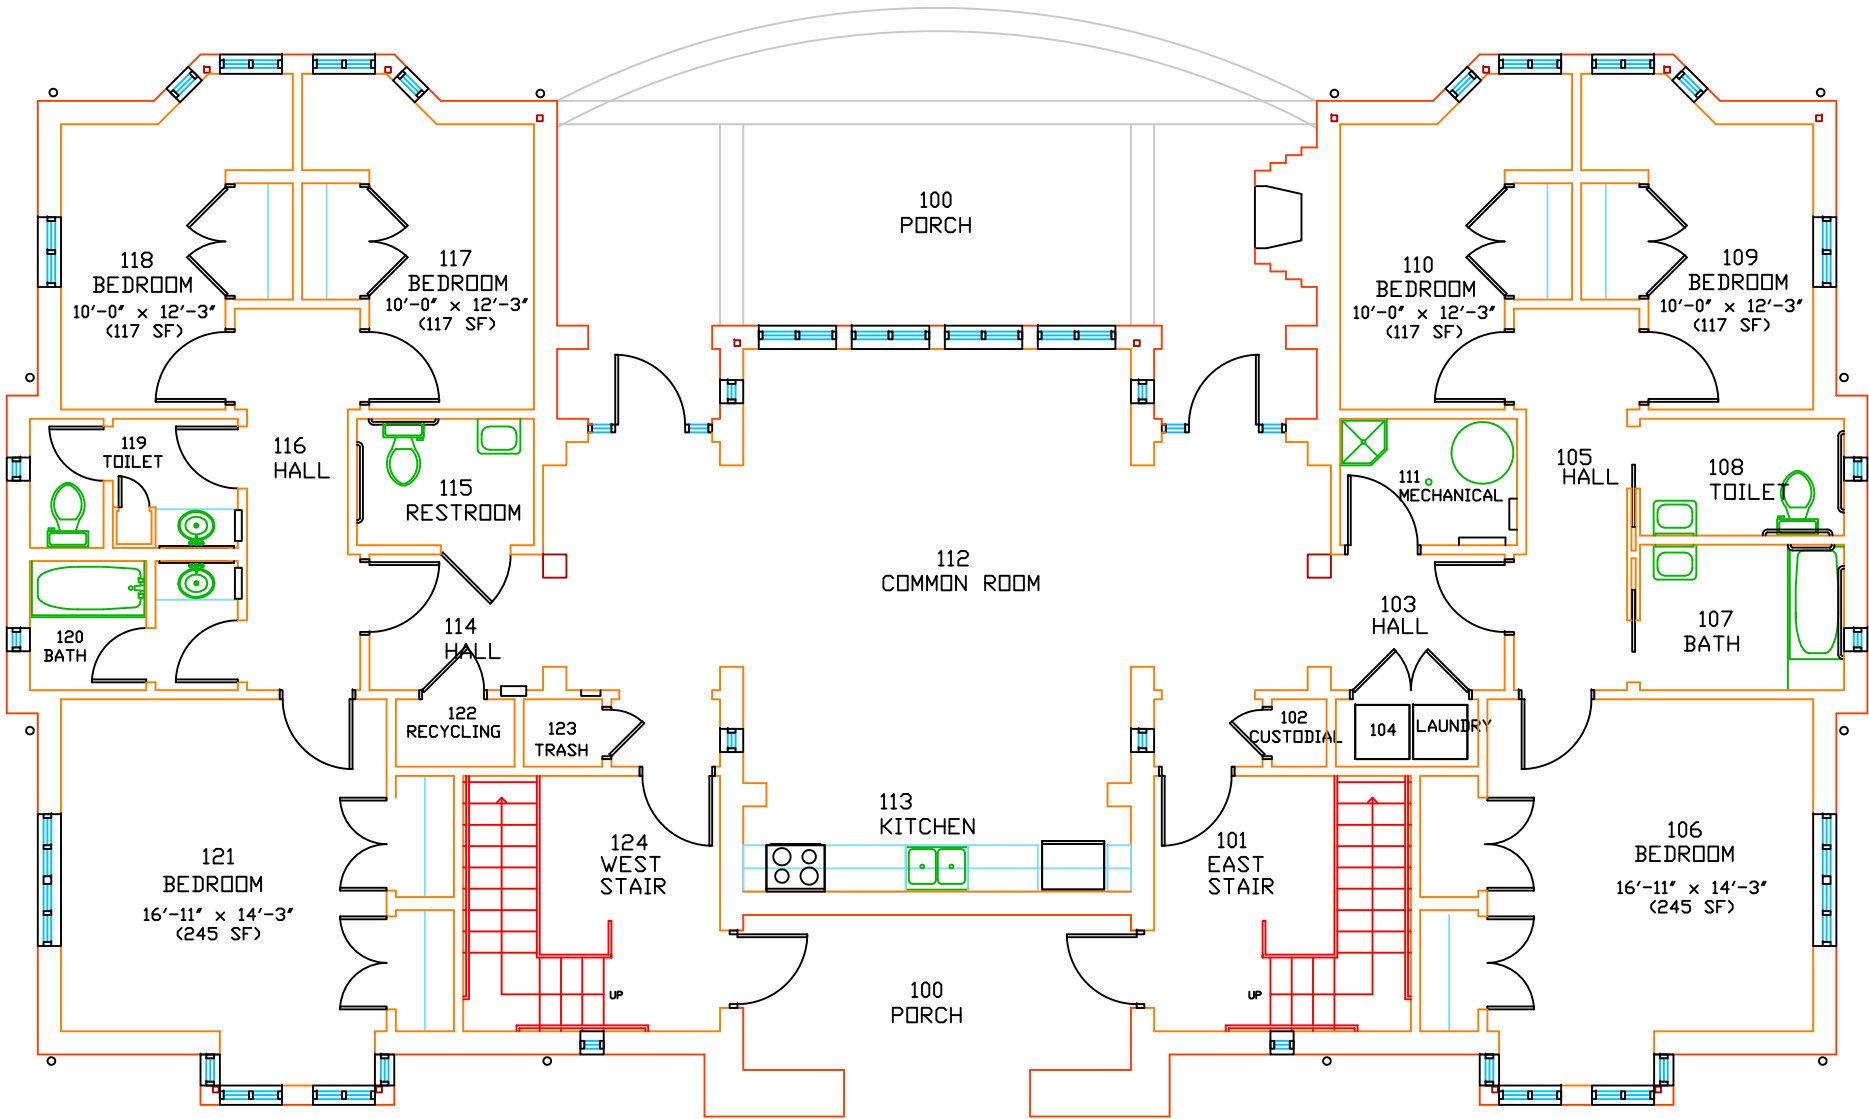 100
PORCH
118
BEDROOM
10'-0" x 12'-3"
(117 SF)
117
BEDROOM
10'-0" x 12'-3"
(117 SF)
110
BEDROOM
10'-0" x 12'-3"
(117 SF)
109
BEDROOM
10'-0" x 12'-3"
(117 SF)
119
TOILET
116
HALL
115
RESTROOM
111
MECHANICAL
105
HALL
108
TOILET
112
COMMON ROOM
120
BATH
114
HALL
103
HALL
107
BATH
122
RECYCLING
123
TRASH
102
CUSTODIAL
104
LAUNDRY
121
BEDROOM
16'-11" x 14'-3"
(245 SF)
124
WEST
STAIR
113
KITCHEN
101
EAST
STAIR
106
BEDROOM
16'-11" x 14'-3"
(245 SF)
UP
100
PORCH
UP